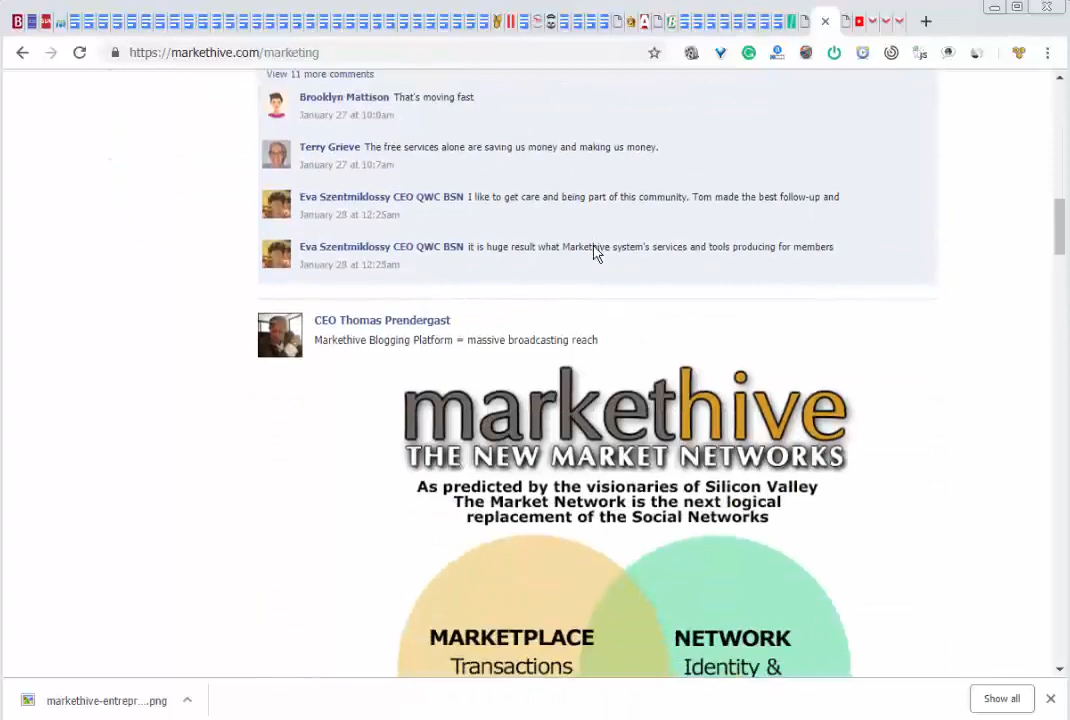 https://markethive.com/marketing
View 11 more comments
Brooklyn Mattison That's moving fast
January 27 at 10:0am
Terry Grieve The free services alone are saving us money and making us money.
January 27 at 10:7am
Eva Szentmiklossy CEO QWC BSN I like to get care and being part of this community. Tom made the best follow-up and
January 28 at 12:25am
Eva Szentmiklossy CEO QWC BSN it is huge result what Markethive system's services and tools producing for members
January 28 at 12:25am
CEO Thomas Prendergast
Markethive Blogging Platform = massive broadcasting reach
markethive
THE NEW MARKET NETWORKS
As predicted by the visionaries of Silicon Valley
The Market Network is the next logical
replacement of the Social Networks
MARKETPLACE
Transactions
NETWORK
Identity &
markethive-entrepr....png
Show all